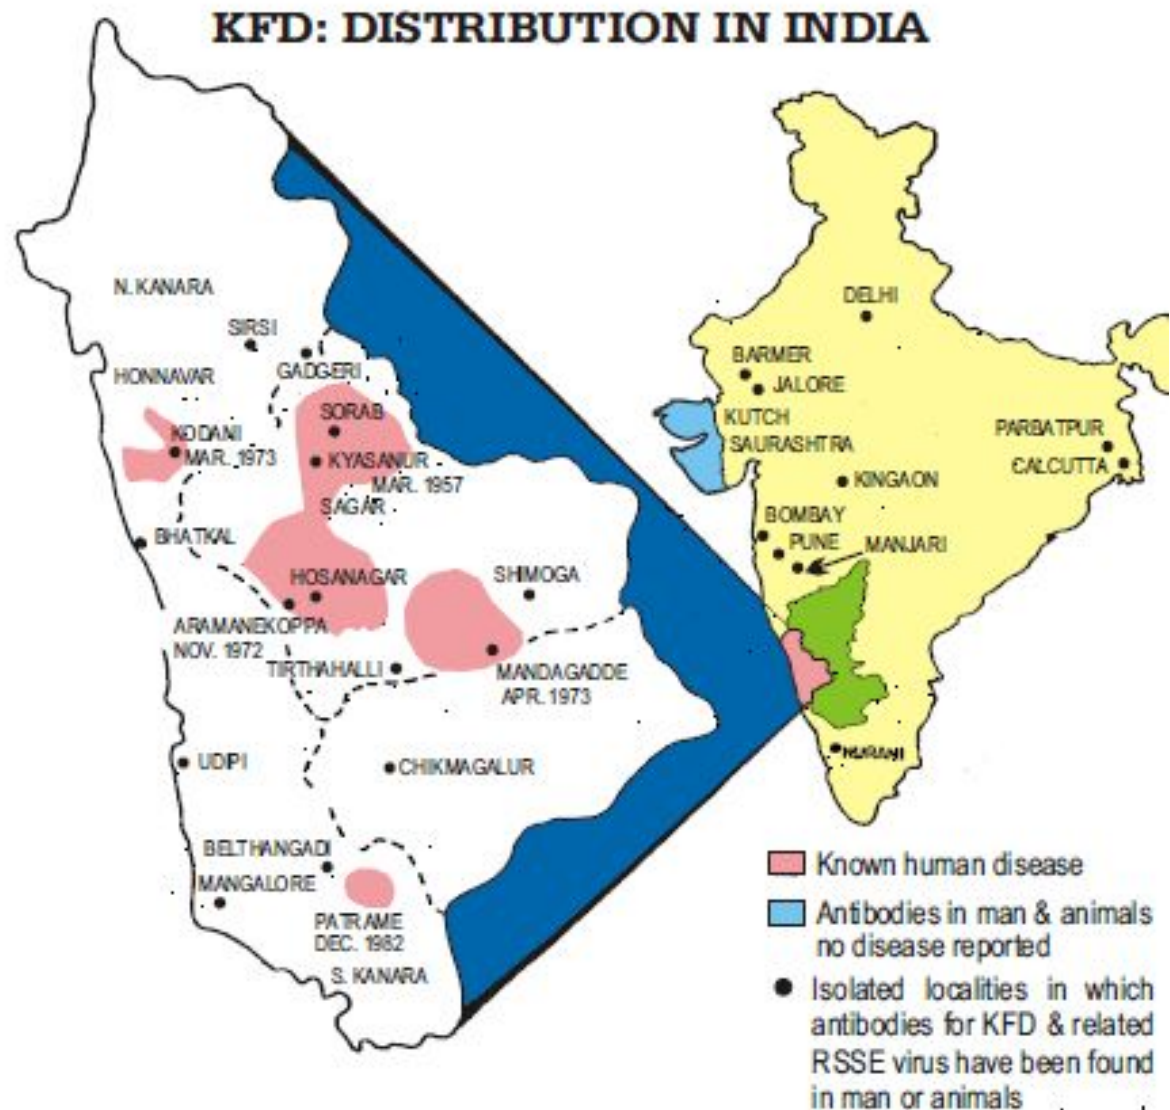 KFD: DISTRIBUTION IN INDIA
N. KANARA
SIRSI
GADGERI
HONNAVAR
SORAB
KODANI
MAR. 1973
KYASANUR
MAR. 1957
SAGAR
BHATKAL
HOSANAGAR
SHIMOGA
ARAMANEKOPPA
NOV. 1972
TIRTHAHALLI
MANDAGADDE
APR. 1973
UDIPI
CHIKMAGALUR
BELTHANGADI
MANGALORE
PATRAME
DEC. 1982
S. KANARA
DELHI
BARMER
JALORE
KUTCH
SAURASHTRA
PARBATPUR
CALCUTTA
KINGAON
BOMBAY
PUNE
MANJARI
NURANI
Known human disease
Antibodies in man & animals
no disease reported
Isolated localities in which
antibodies for KFD & related
RSSE virus have been found
in man or animals